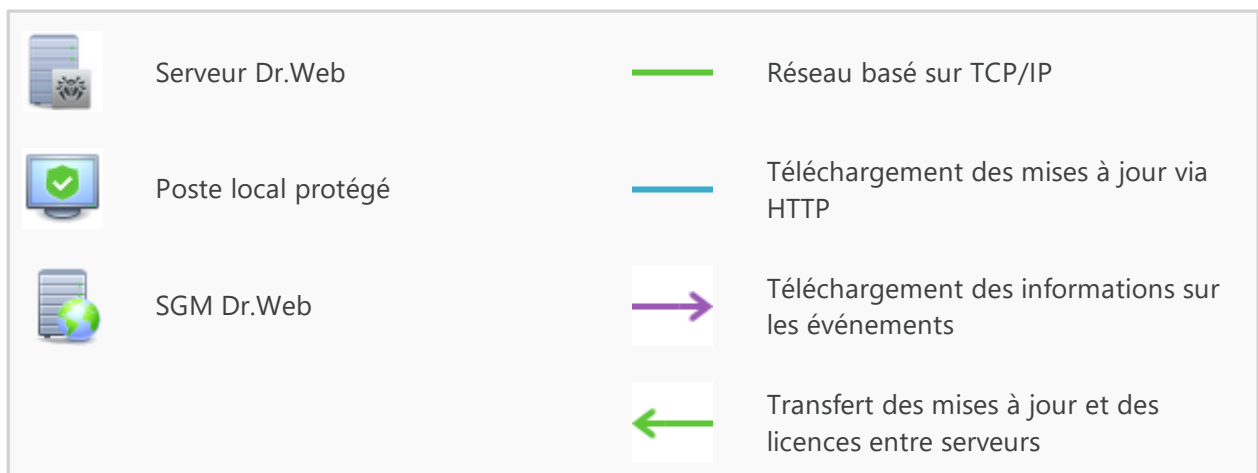 Serveur Dr.Web
Réseau basé sur TCP/IP
Poste local protégé
Téléchargement des mises à jour via
HTTP
SGM Dr.Web
Téléchargement des informations sur
les événements
Transfert des mises à jour et des
licences entre serveurs